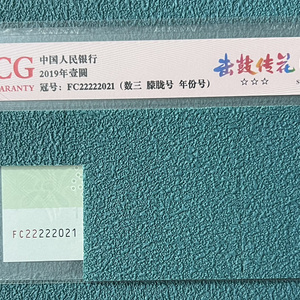 CG
ARANTY
中国人民银行
2019年壹圆
冠号：FC22222021（数三 朦胧号 年份号）
击鼓传花
☆☆☆
FC22222021